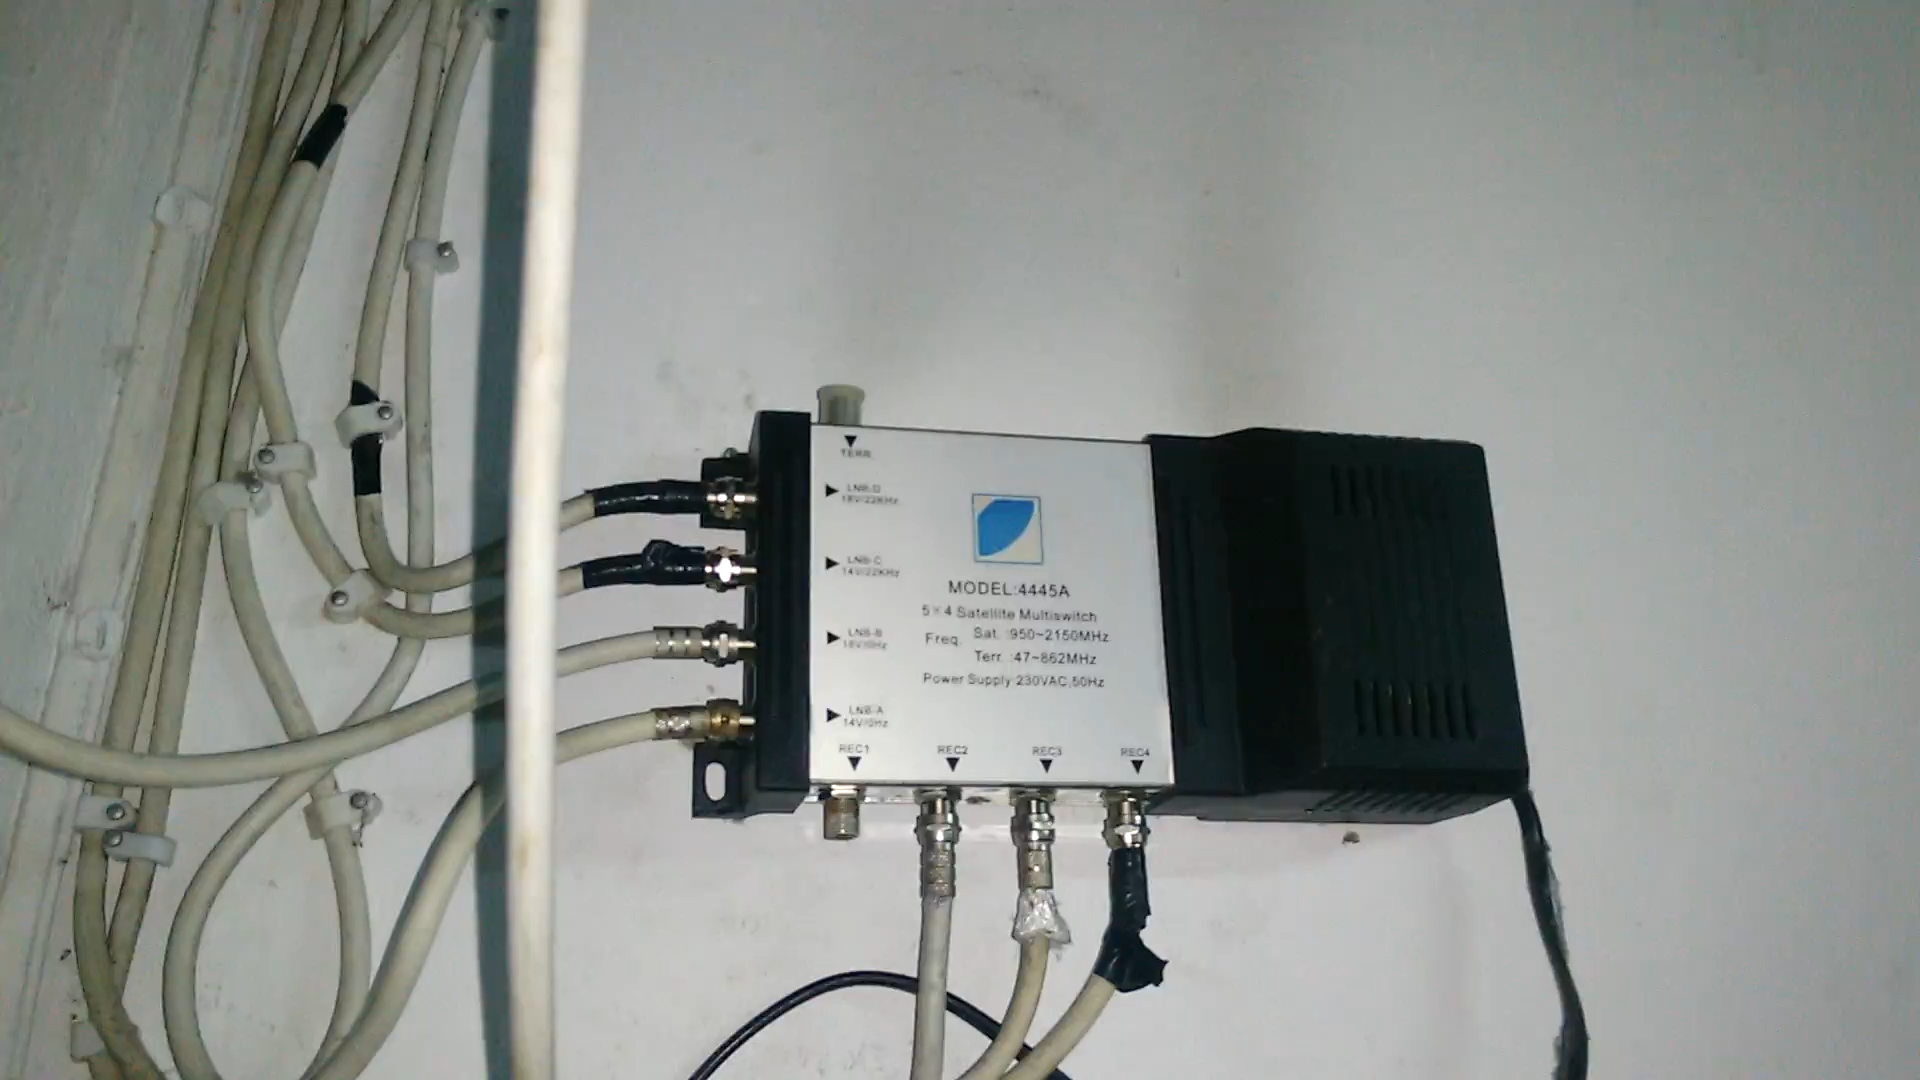 TERR.
LNB-D
18V/22KHz
LNB-C
14V/22KHz
LNB-B
18V/0Hz
LNB-A
14V/0Hz
MODEL:4445A
5×4 Satellite Multiswitch
Freq. Sat. :950~2150MHz
Terr. :47~862MHz
Power Supply:230VAC,50Hz
REC1 REC2 REC3 REC4